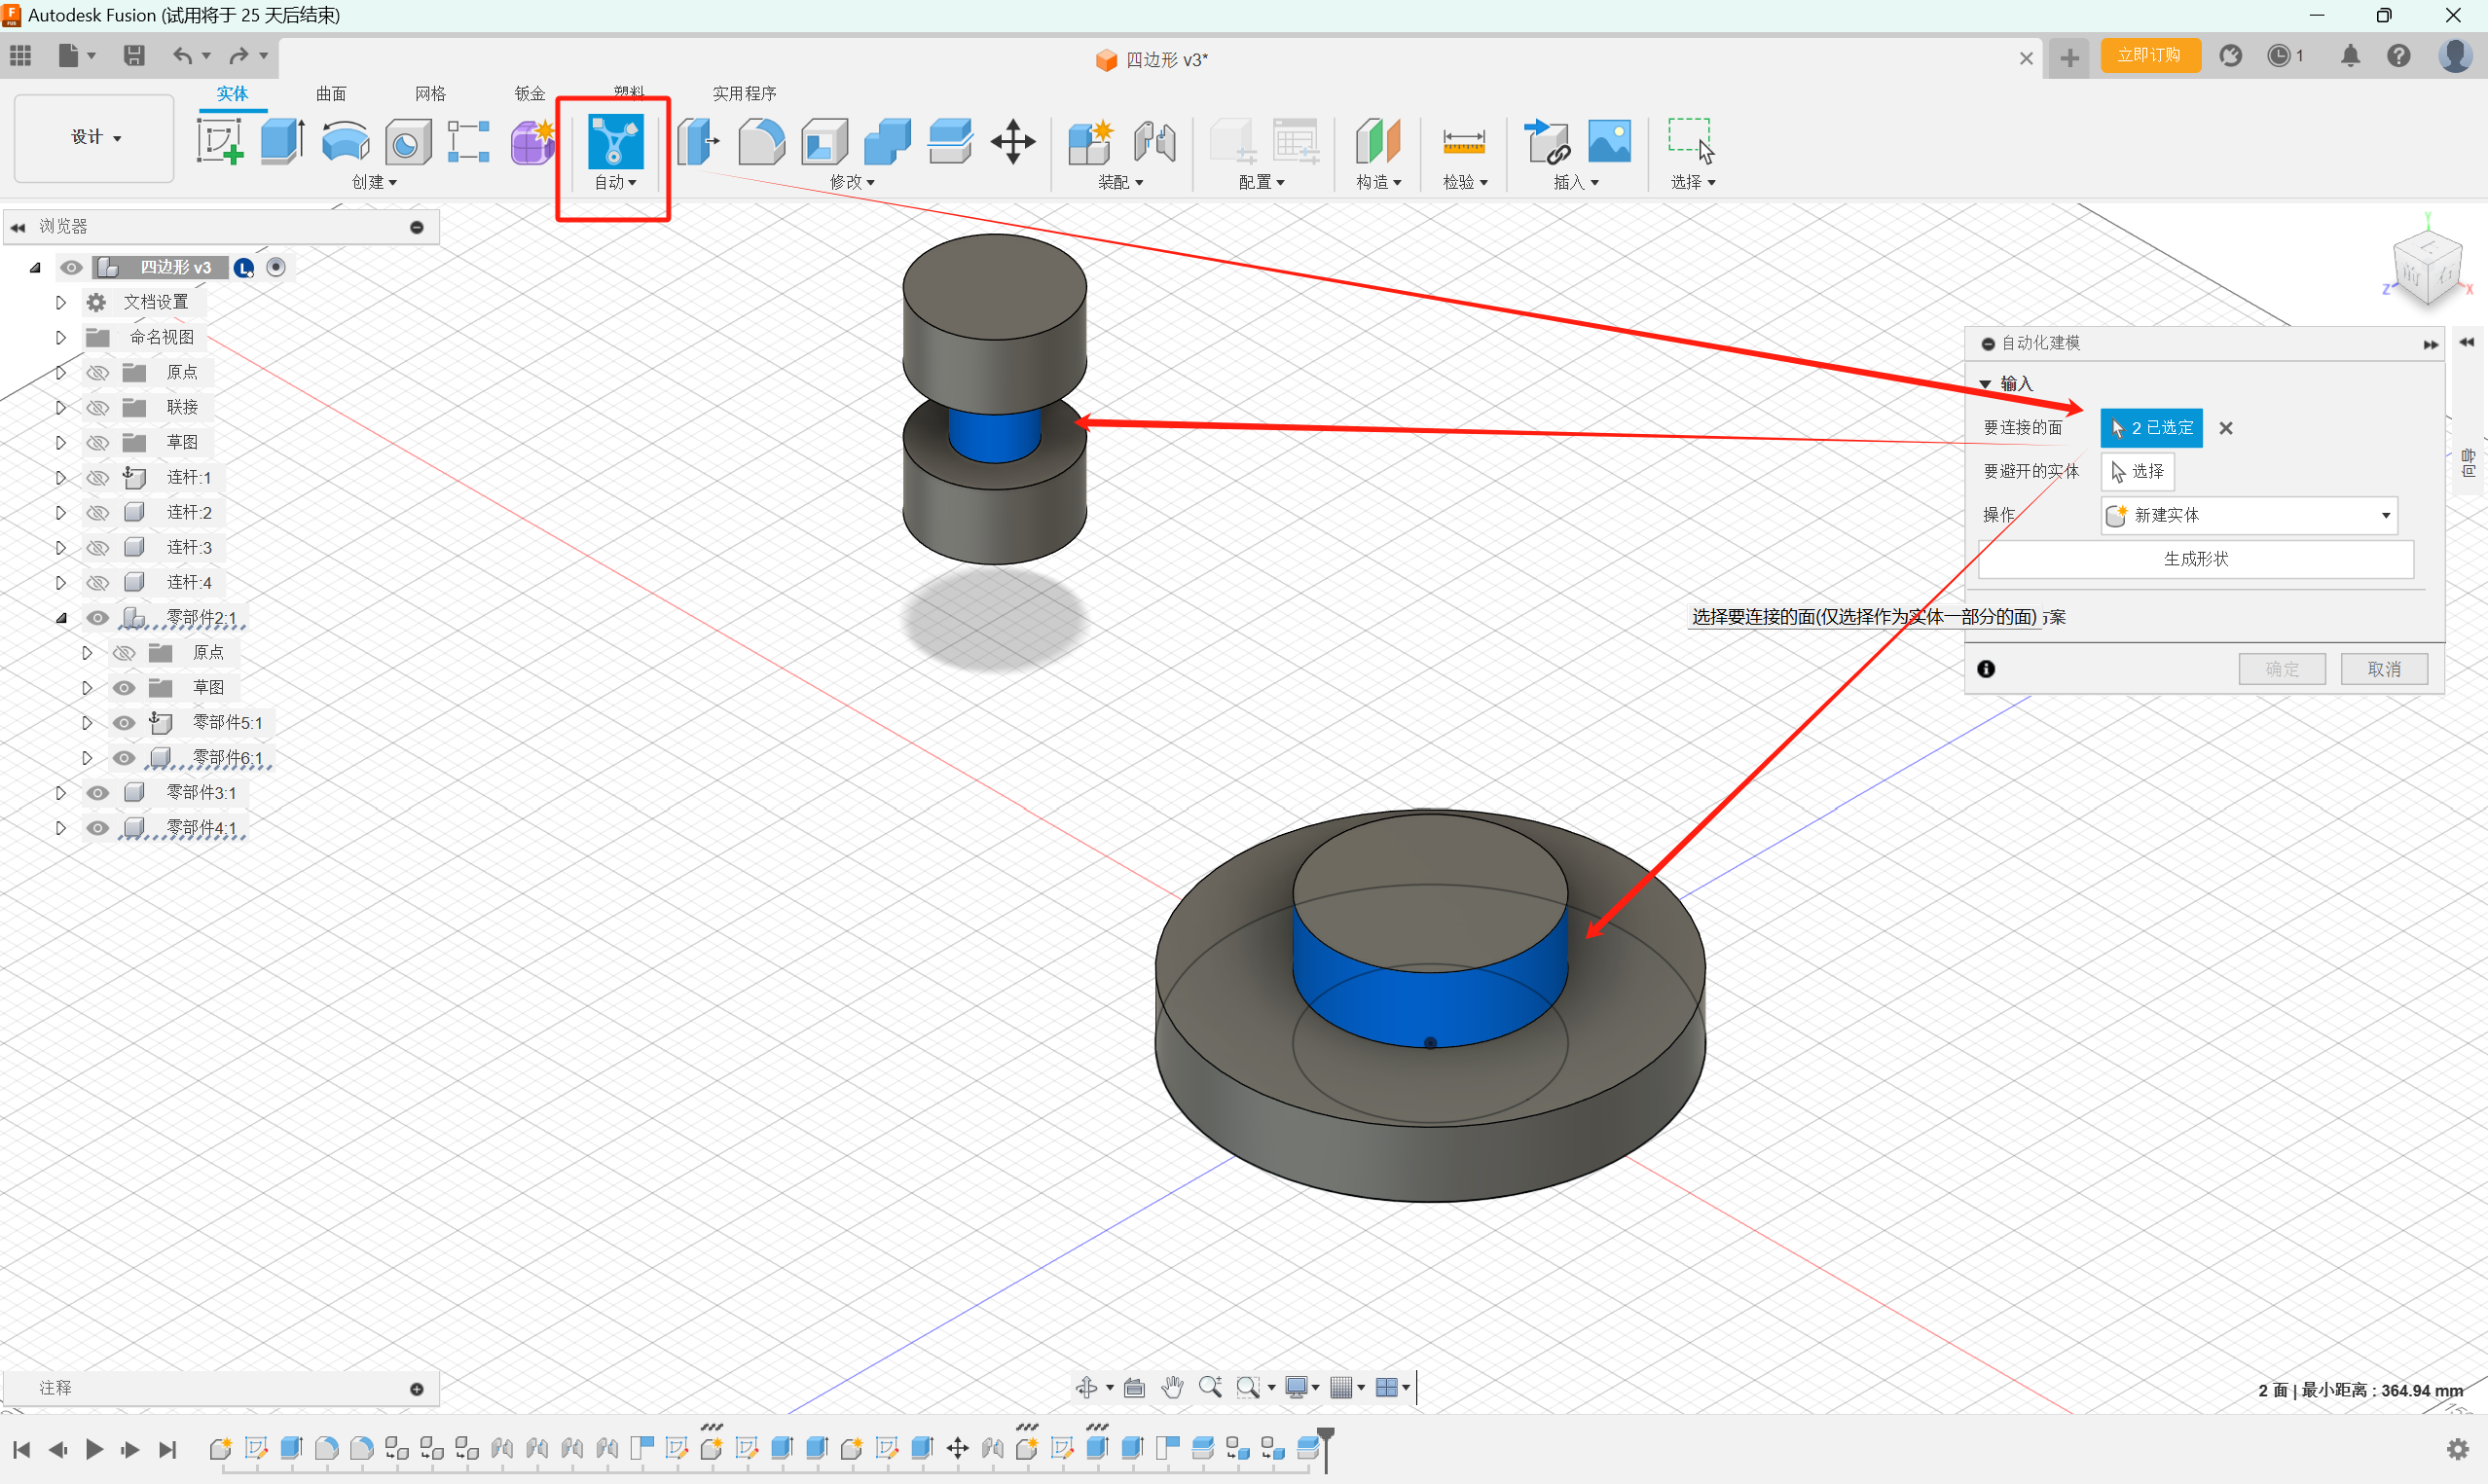 Autodesk Fusion (试用将于 25 天后结束)
四边形 v3*
立即订购
1
设计
实体
曲面
网格
钣金
塑料
实用程序
创建
自动
修改
装配
配置
构造
检验
插入
选择
浏览器
四边形 v3
文档设置
命名视图
原点
联接
草图
连杆:1
连杆:2
连杆:3
连杆:4
零部件2:1
原点
草图
零部件5:1
零部件6:1
零部件3:1
零部件4:1
Y
Z
X
自动化建模
输入
要连接的面
2 已选定
要避开的实体
选择
操作
新建实体
生成形状
选择要连接的面(仅选择作为实体一部分的面)
案
确定
取消
向导
注释
2 面 | 最小距离 : 364.94 mm